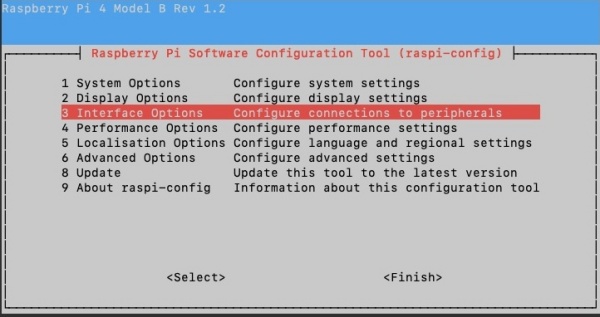 Raspberry Pi 4 Model B Rev 1.2
Raspberry Pi Software Configuration Tool (raspi-config)
1 System Options Configure system settings
2 Display Options Configure display settings
3 Interface Options Configure connections to peripherals
4 Performance Options Configure performance settings
5 Localisation Options Configure language and regional settings
6 Advanced Options Configure advanced settings
8 Update Update this tool to the latest version
9 About raspi-config Information about this configuration tool
<Select> <Finish>